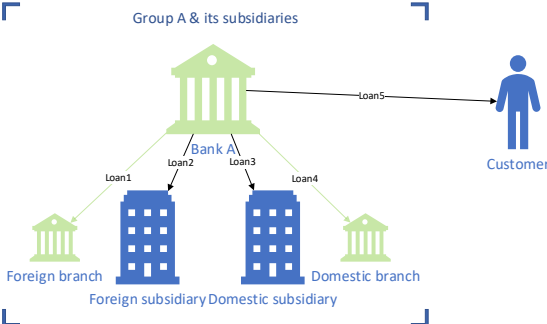 Group A & its subsidiaries
Loan5
Bank A
Customer
Loan2
Loan3
Loan1
Loan4
Foreign branch
Domestic branch
Foreign subsidiary
Domestic subsidiary